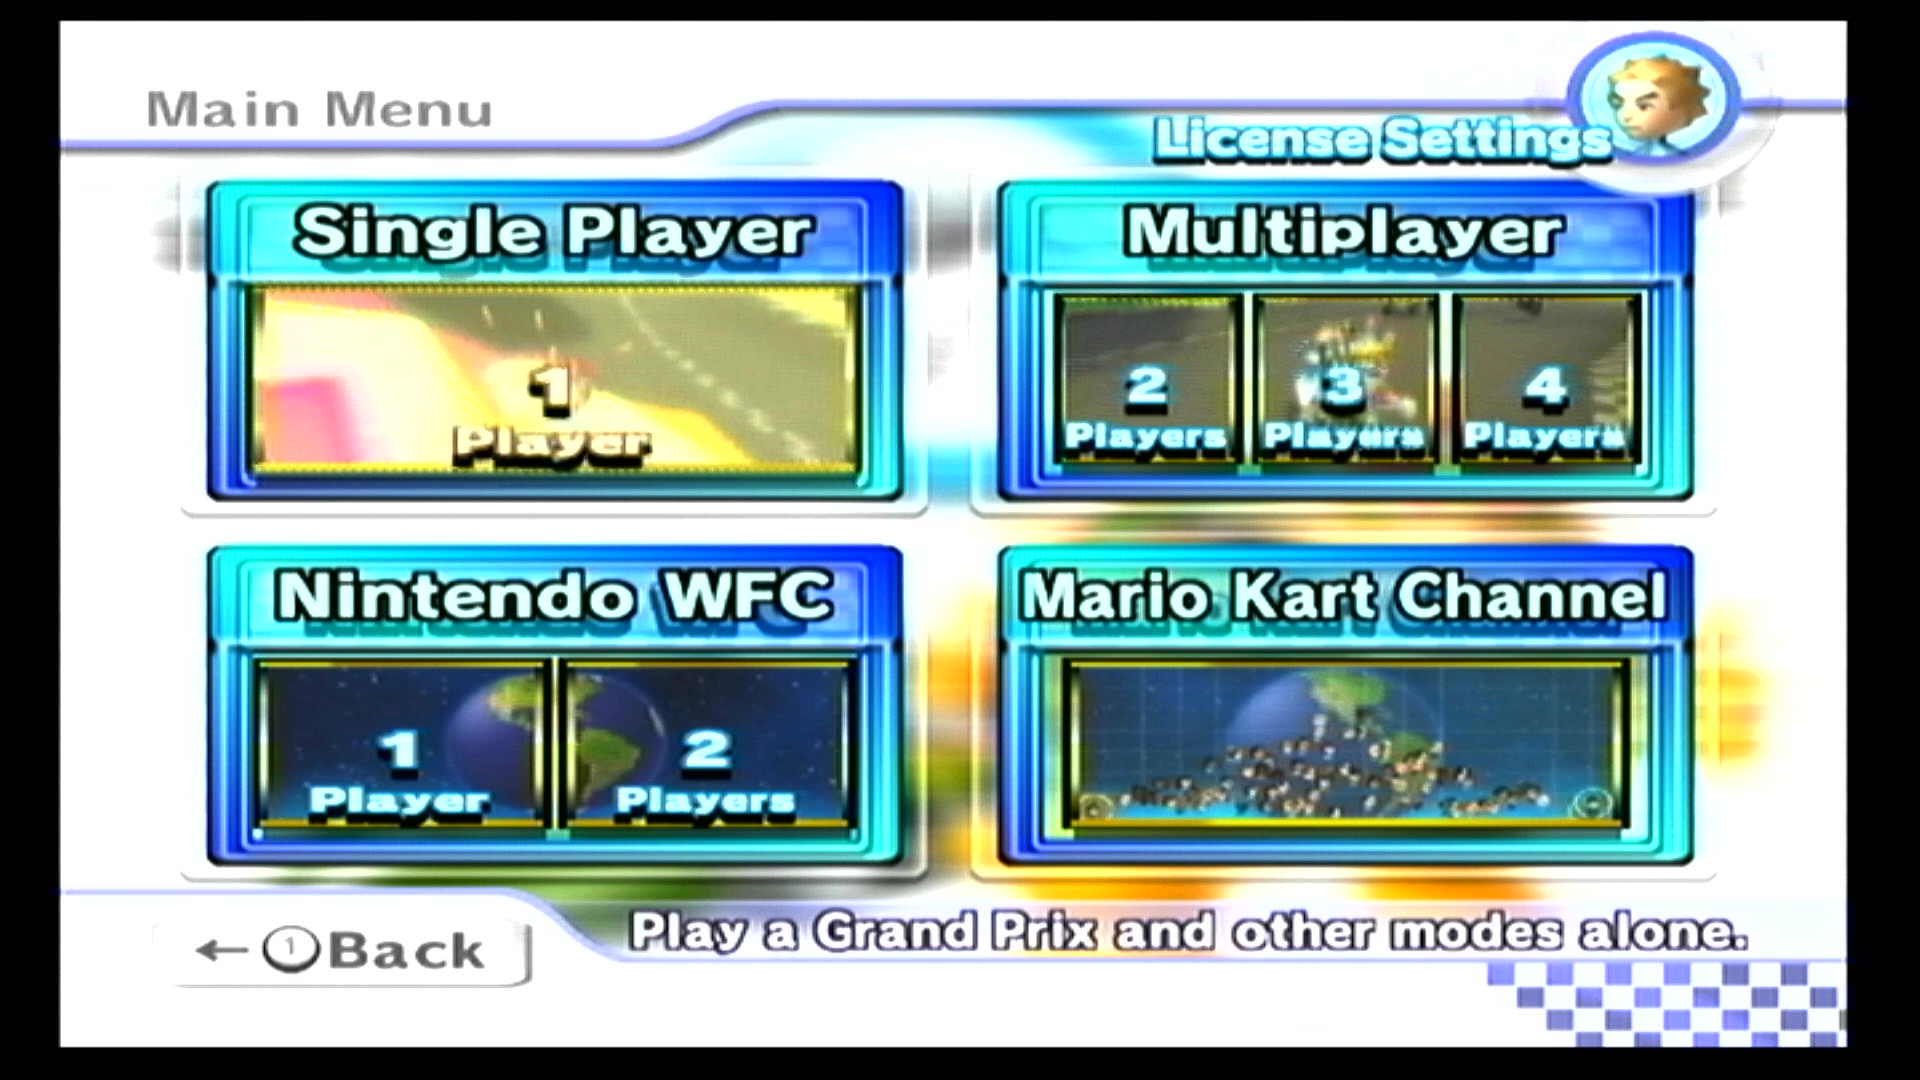 Main Menu
License Settings
Single Player
1
Player
Multiplayer
2
Players
3
Players
4
Players
Nintendo WFC
1
Player
2
Players
Mario Kart Channel
← 1 Back
Play a Grand Prix and other modes alone.